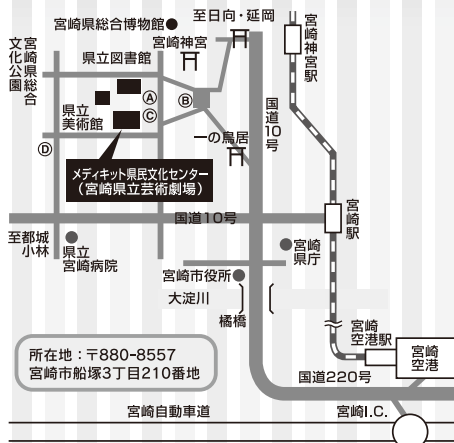 宮崎県総合博物館
至日向・延岡
宮崎神宮
宮崎神宮駅
宮崎県総合
文化公園
県立図書館
Ⓐ
Ⓑ
Ⓒ
県立
美術館
Ⓓ
一の鳥居
国道10号
メディキット県民文化センター
(宮崎県立芸術劇場)
国道10号
宮崎駅
至都城
小林
県立
宮崎病院
宮崎
県庁
宮崎市役所
大淀川
橘橋
宮崎
空港駅
宮崎
空港
所在地:〒880-8557
宮崎市船塚3丁目210番地
国道220号
宮崎自動車道
宮崎I.C.